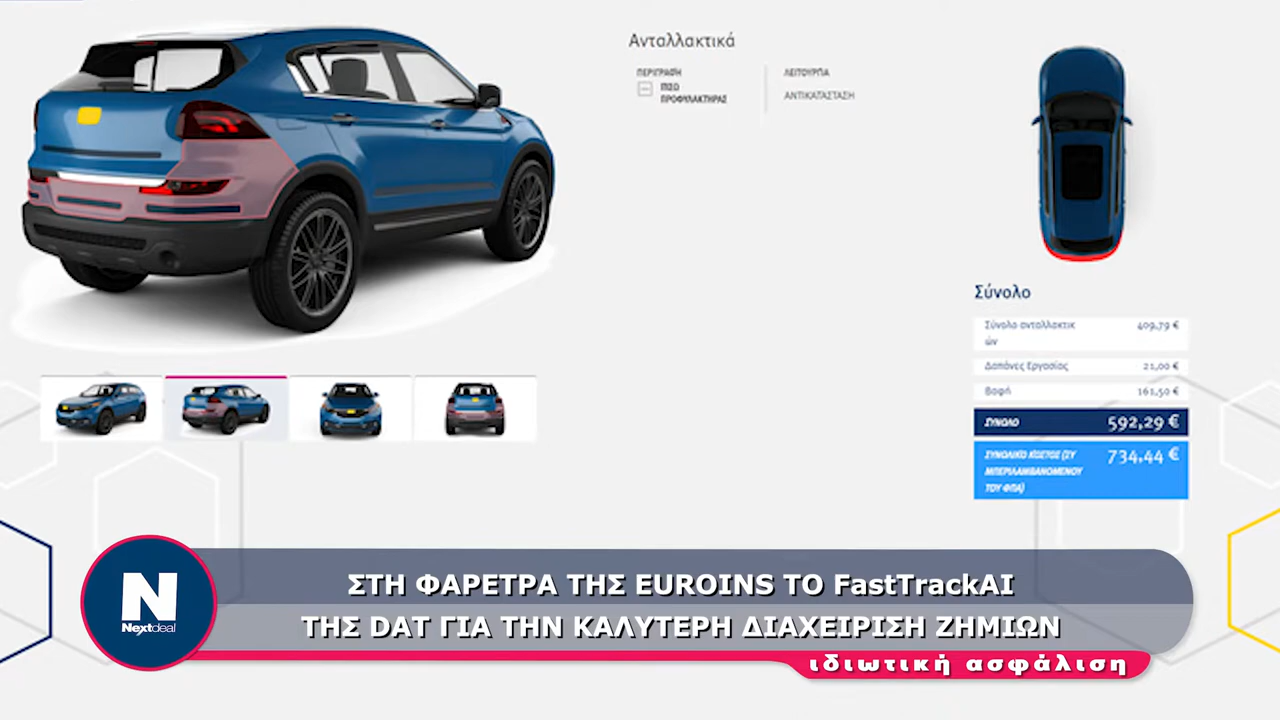 Ανταλλακτικά
ΠΕΡΙΓΡΑΦΗ
ΛΕΙΤΟΥΡΓΙΑ
ΠΙΣΩ
ΠΡΟΦΥΛΑΚΤΗΡΑΣ
ΑΝΤΙΚΑΤΑΣΤΑΣΗ
Σύνολο
Σύνολο ανταλλακτικ
ών
409,79 €
Δαπάνες Εργασίας 21,00 €
Βαφή 161,50 €
ΣΥΝΟΛΟ 592,29 €
ΣΥΝΟΛΙΚΟ ΚΟΣΤΟΣ (ΣΥ
ΜΠΕΡΙΛΑΜΒΑΝΟΜΕΝΟΥ
ΤΟΥ ΦΠΑ)
734,44 €
N
Nextdeal
ΣΤΗ ΦΑΡΕΤΡΑ ΤΗΣ EUROINS ΤΟ FastTrackAI
ΤΗΣ DAT ΓΙΑ ΤΗΝ ΚΑΛΥΤΕΡΗ ΔΙΑΧΕΙΡΙΣΗ ΖΗΜΙΩΝ
ιδιωτική ασφάλιση